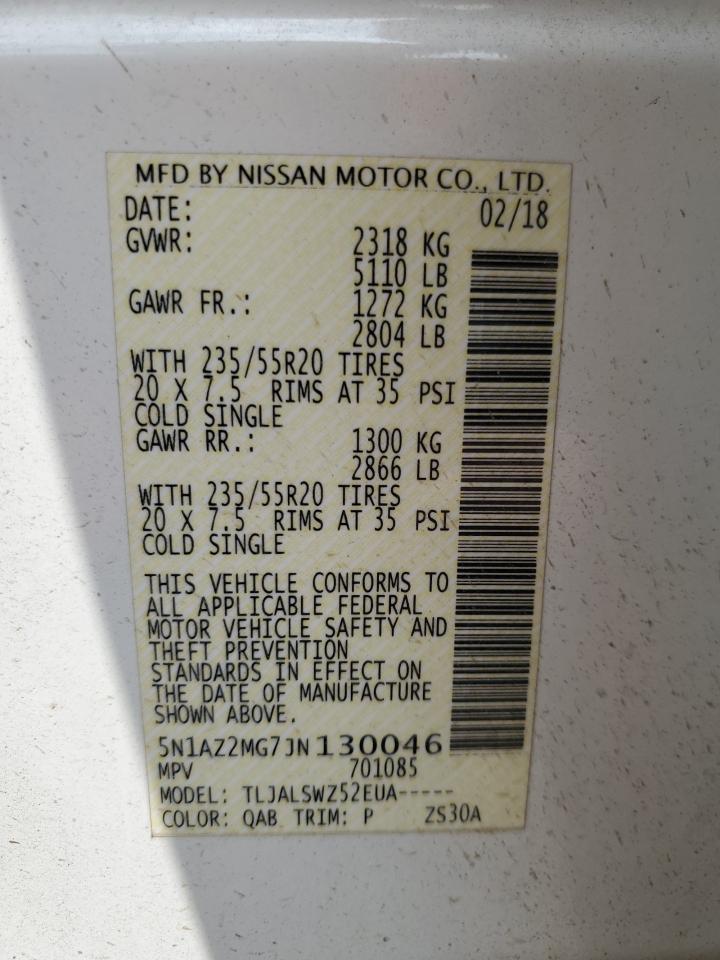 MFD BY NISSAN MOTOR CO., LTD.
DATE: 02/18
GVWR: 2318 KG
5110 LB
GAWR FR.: 1272 KG
2804 LB
WITH 235/55R20 TIRES
20 X 7.5 RIMS AT 35 PSI
COLD SINGLE
GAWR RR.: 1300 KG
2866 LB
WITH 235/55R20 TIRES
20 X 7.5 RIMS AT 35 PSI
COLD SINGLE
THIS VEHICLE CONFORMS TO
ALL APPLICABLE FEDERAL
MOTOR VEHICLE SAFETY AND
THEFT PREVENTION
STANDARDS IN EFFECT ON
THE DATE OF MANUFACTURE
SHOWN ABOVE.
5N1AZ2MG7JN130046
MPV 701085
MODEL: TLJALSWZ52EUA-----
COLOR: QAB TRIM: P ZS30A